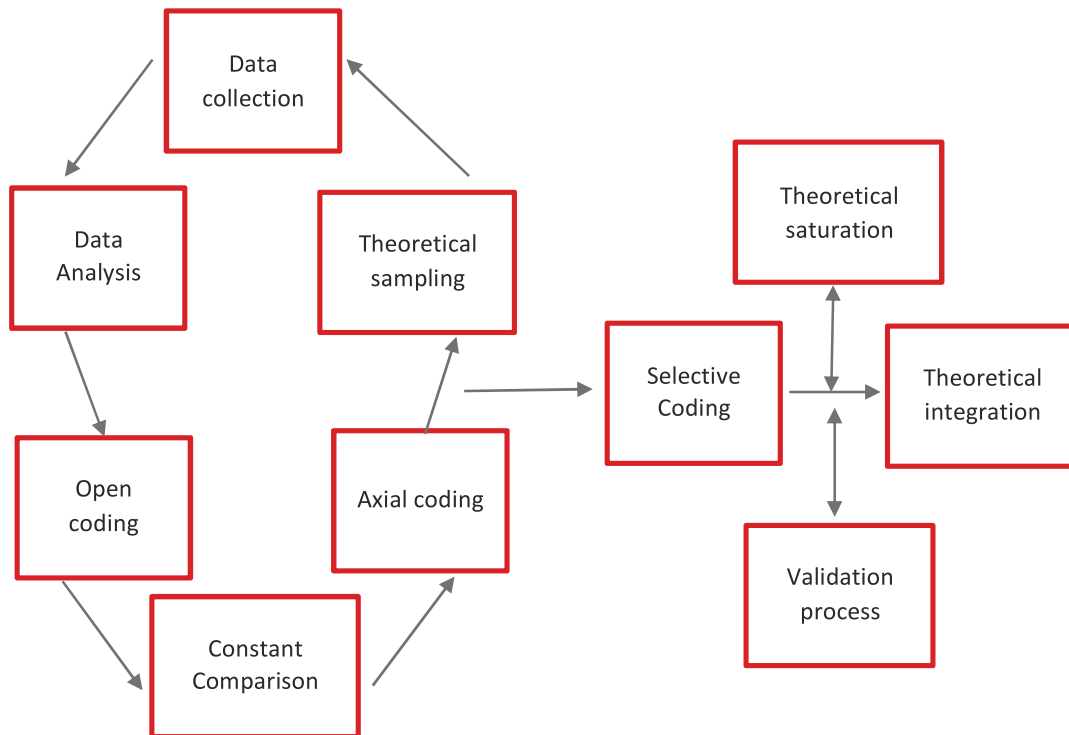 Data
collection
Data
Analysis
Theoretical
sampling
Open
coding
Axial coding
Constant
Comparison
Selective
Coding
Theoretical
saturation
Theoretical
integration
Validation
process